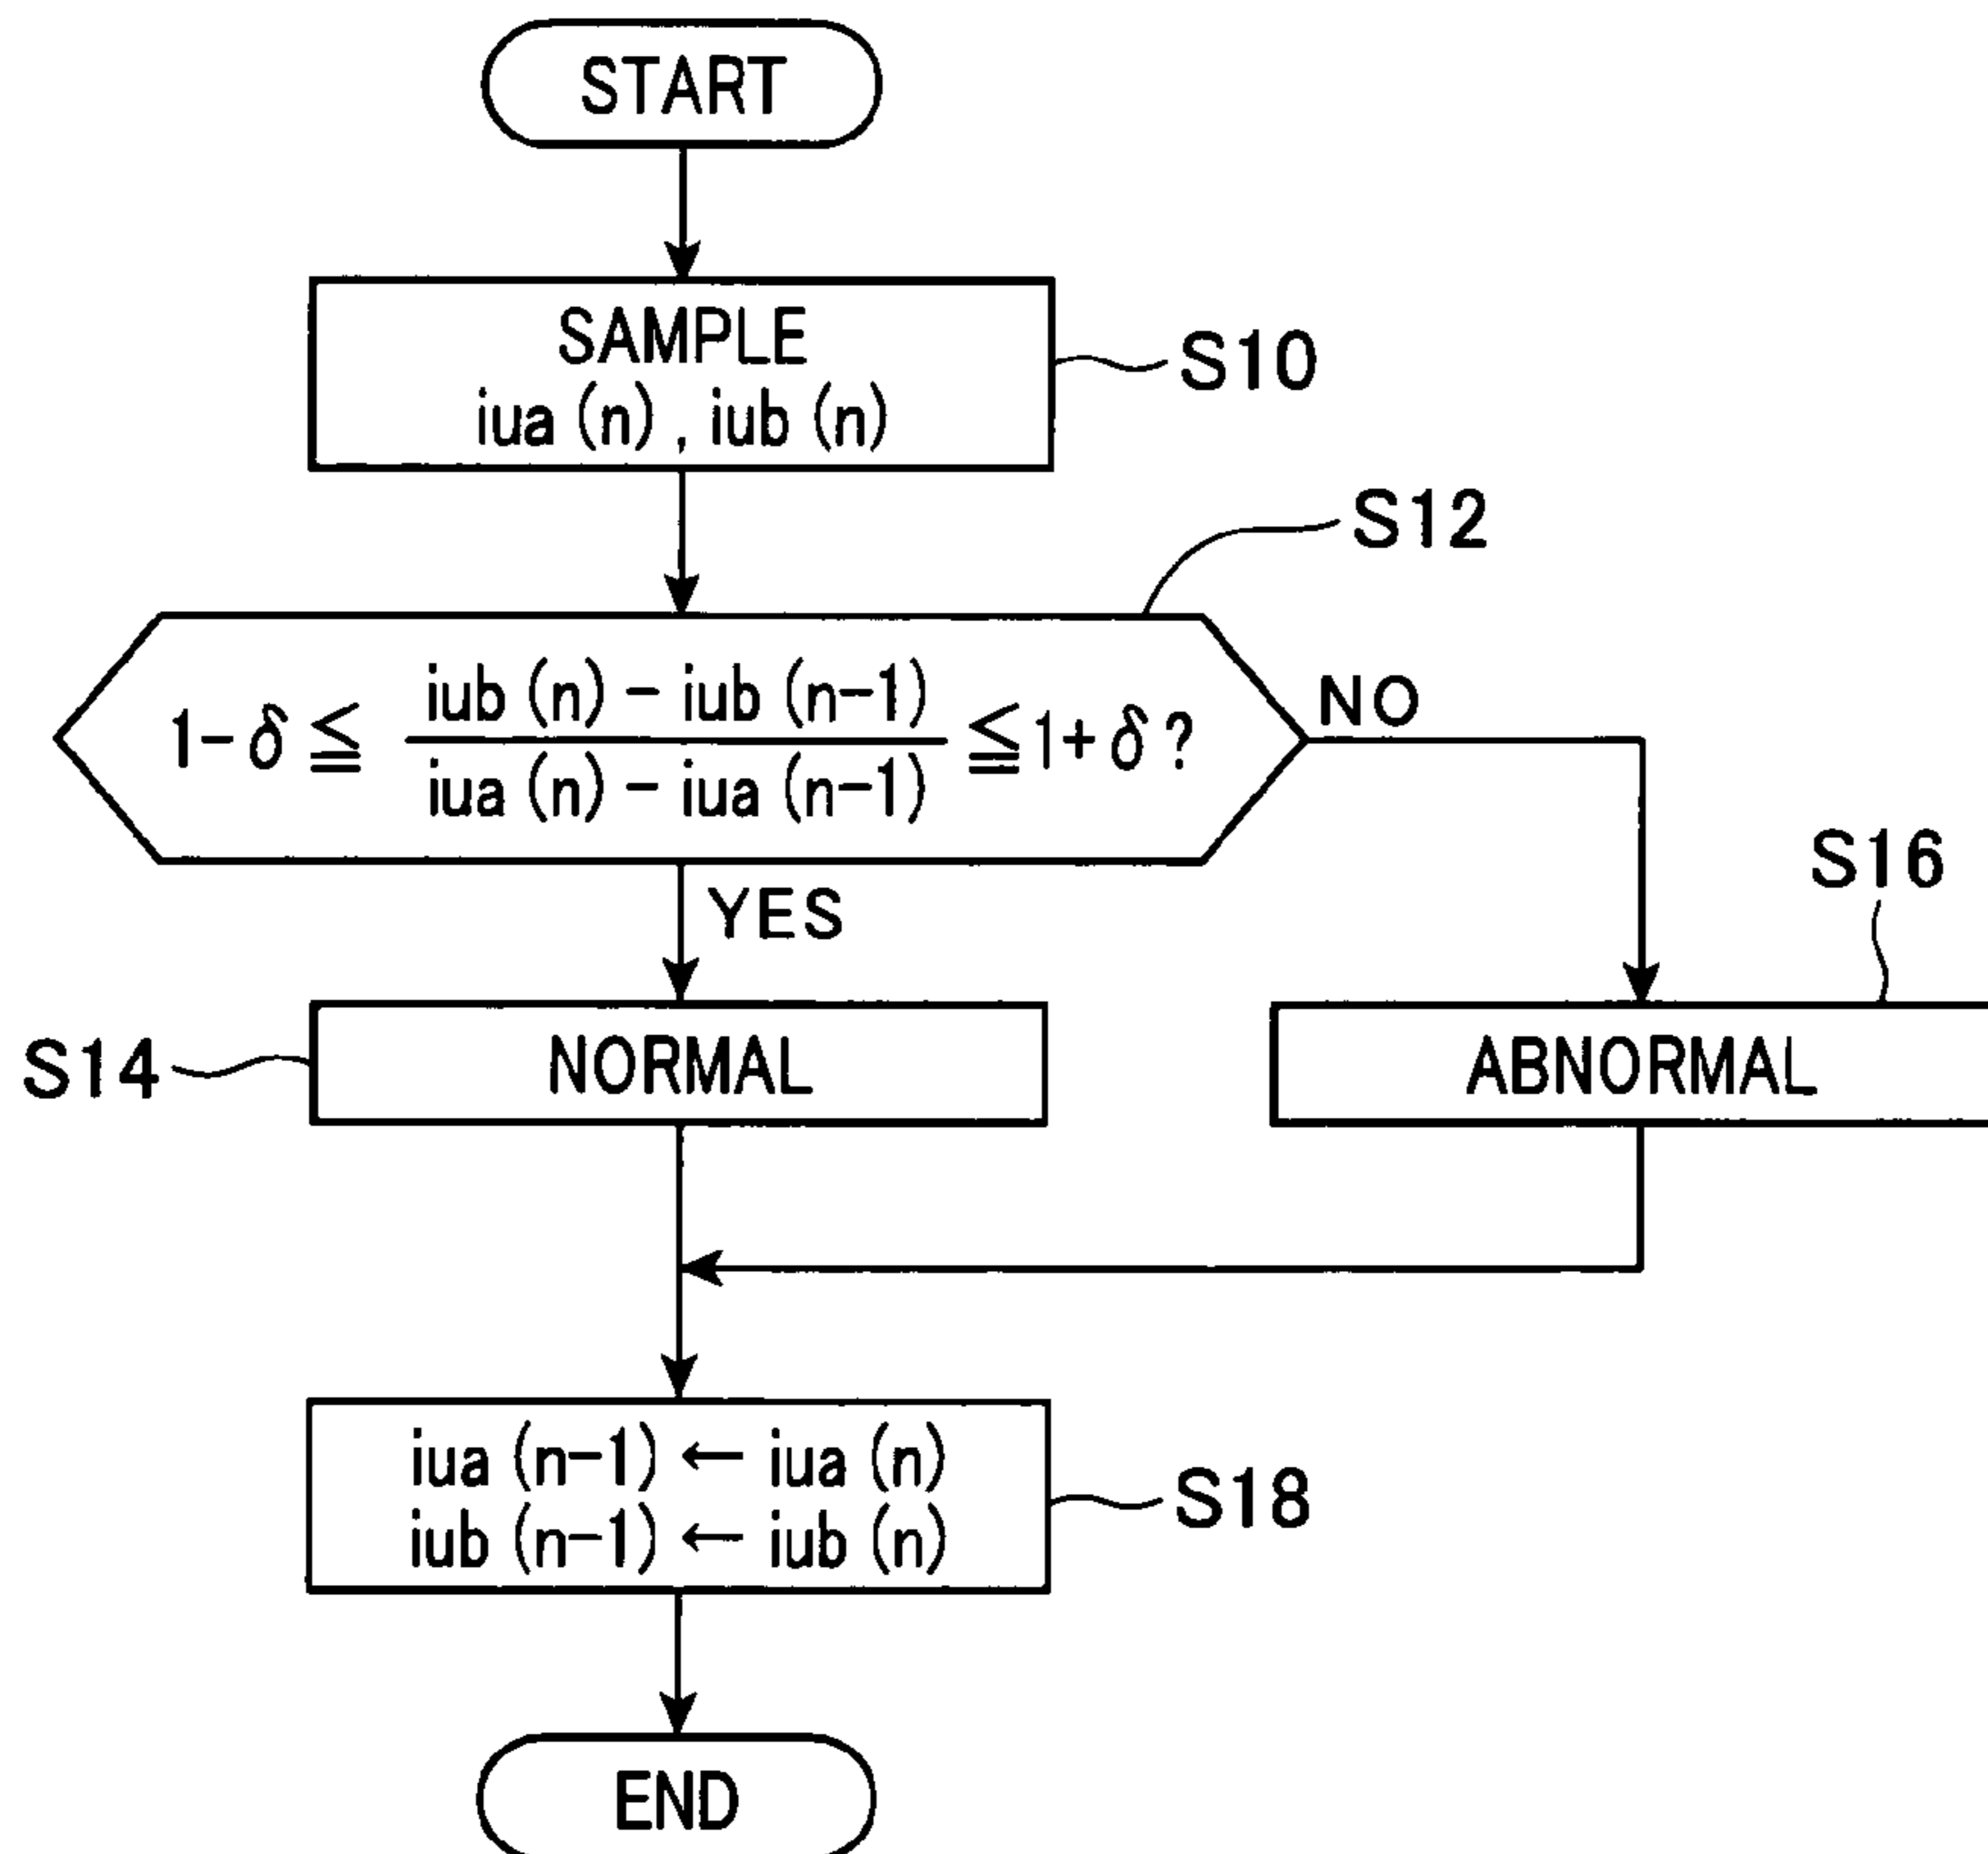 START
SAMPLE
iua (n) , iub (n)
S10
S12
1−δ ≦ iub (n) − iub (n−1) / iua (n) − iua (n−1) ≦ 1+δ ?
NO
YES
S16
S14
NORMAL
ABNORMAL
iua (n−1) ← iua (n)
iub (n−1) ← iub (n)
S18
END